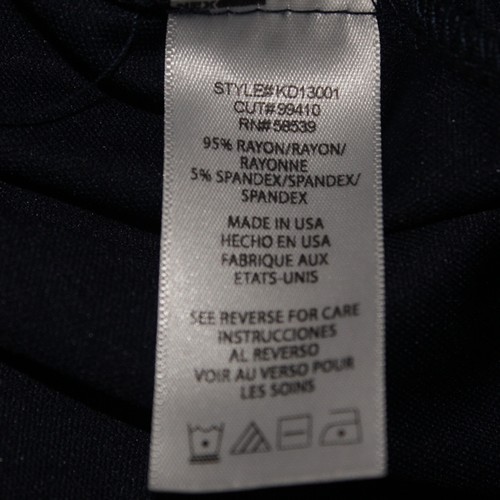 STYLE# KD13001
CUT# 99410
RN# 58539
95% RAYON/RAYON/
RAYONNE
5% SPANDEX/SPANDEX/
SPANDEX
MADE IN USA
HECHO EN USA
FABRIQUE AUX
ETATS-UNIS
SEE REVERSE FOR CARE
INSTRUCCIONES
AL REVERSO
VOIR AU VERSO POUR
LES SOINS